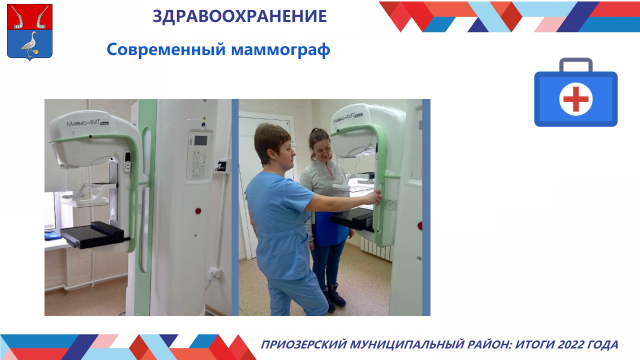 ЗДРАВООХРАНЕНИЕ
Современный маммограф
ПРИОЗЕРСКИЙ МУНИЦИПАЛЬНЫЙ РАЙОН: ИТОГИ 2022 ГОДА